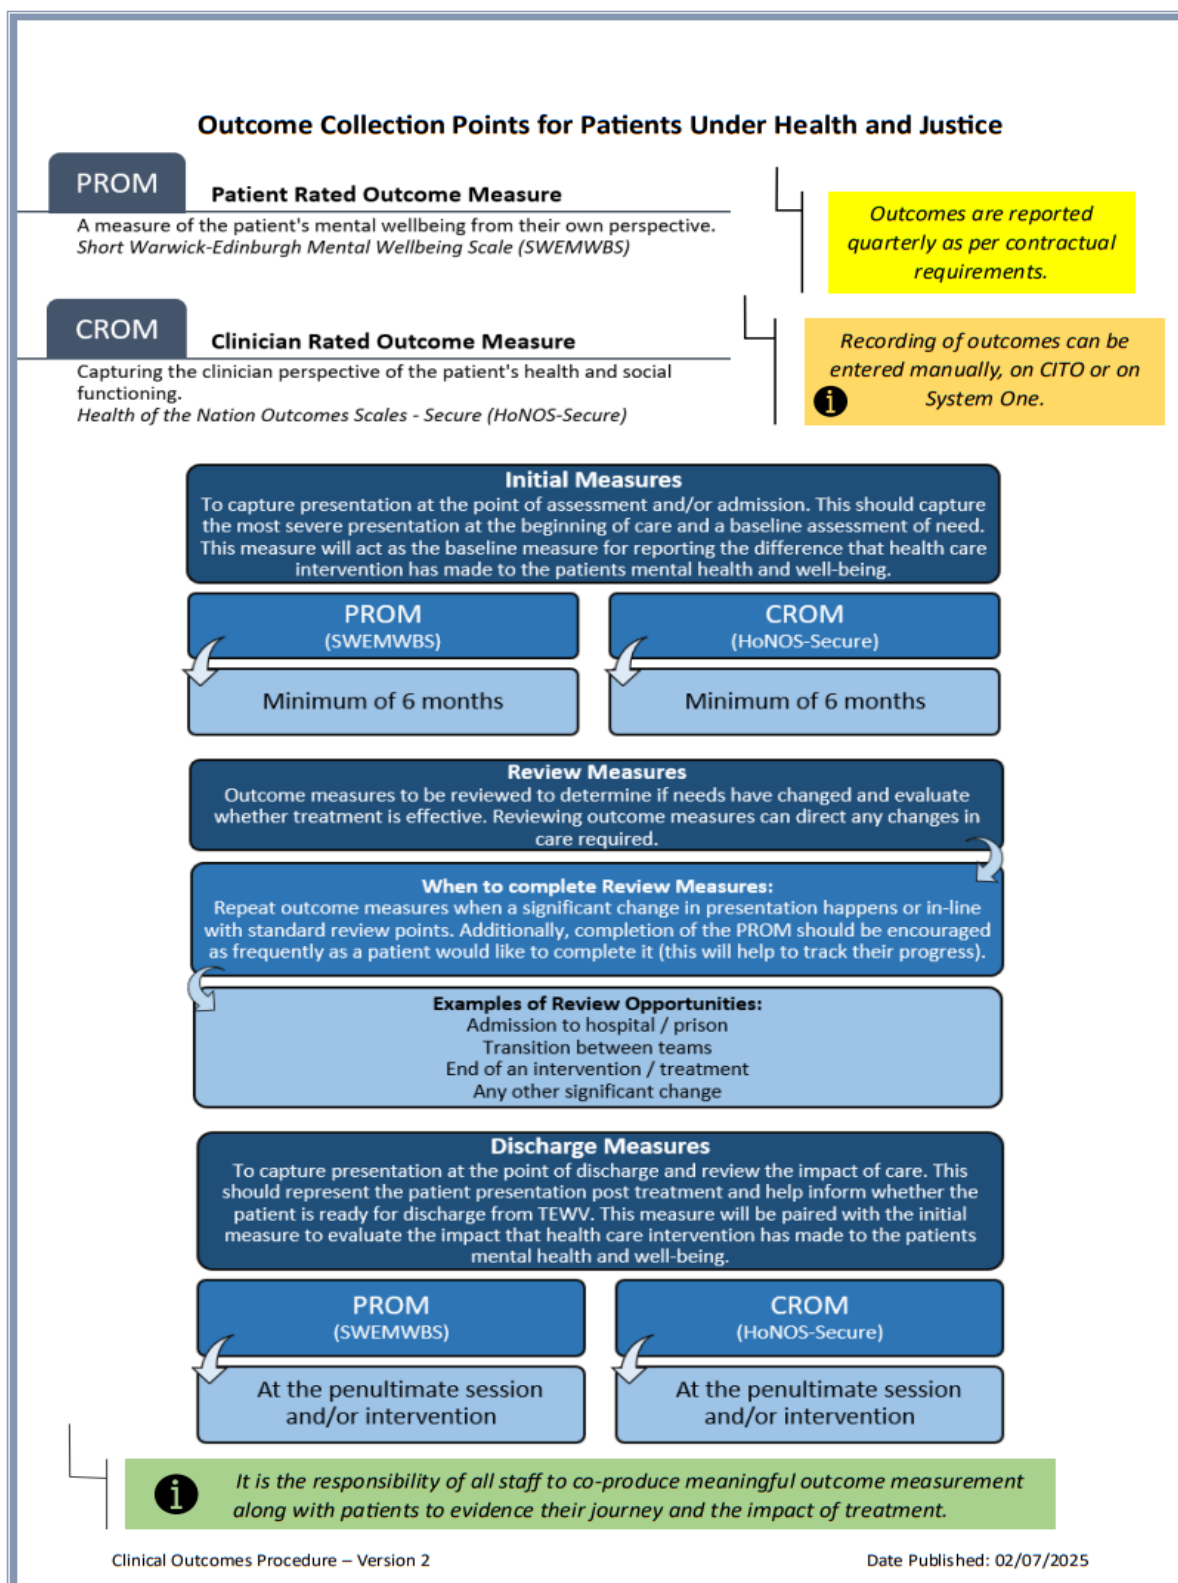 Outcome Collection Points for Patients Under Health and Justice
PROM
Patient Rated Outcome Measure
A measure of the patient's mental wellbeing from their own perspective.
Short Warwick-Edinburgh Mental Wellbeing Scale (SWEMWBS)
Outcomes are reported
quarterly as per contractual
requirements.
CROM
Clinician Rated Outcome Measure
Capturing the clinician perspective of the patient's health and social
functioning.
Health of the Nation Outcomes Scales - Secure (HoNOS-Secure)
Recording of outcomes can be
entered manually, on CITO or on
System One.
i
Initial Measures
To capture presentation at the point of assessment and/or admission. This should capture
the most severe presentation at the beginning of care and a baseline assessment of need.
This measure will act as the baseline measure for reporting the difference that health care
intervention has made to the patients mental health and well-being.
PROM
(SWEMWBS)
CROM
(HoNOS-Secure)
Minimum of 6 months
Minimum of 6 months
Review Measures
Outcome measures to be reviewed to determine if needs have changed and evaluate
whether treatment is effective. Reviewing outcome measures can direct any changes in
care required.
When to complete Review Measures:
Repeat outcome measures when a significant change in presentation happens or in-line
with standard review points. Additionally, completion of the PROM should be encouraged
as frequently as a patient would like to complete it (this will help to track their progress).
Examples of Review Opportunities:
Admission to hospital / prison
Transition between teams
End of an intervention / treatment
Any other significant change
Discharge Measures
To capture presentation at the point of discharge and review the impact of care. This
should represent the patient presentation post treatment and help inform whether the
patient is ready for discharge from TEWV. This measure will be paired with the initial
measure to evaluate the impact that health care intervention has made to the patients
mental health and well-being.
PROM
(SWEMWBS)
CROM
(HoNOS-Secure)
At the penultimate session
and/or intervention
At the penultimate session
and/or intervention
i
It is the responsibility of all staff to co-produce meaningful outcome measurement
along with patients to evidence their journey and the impact of treatment.
Clinical Outcomes Procedure – Version 2
Date Published: 02/07/2025